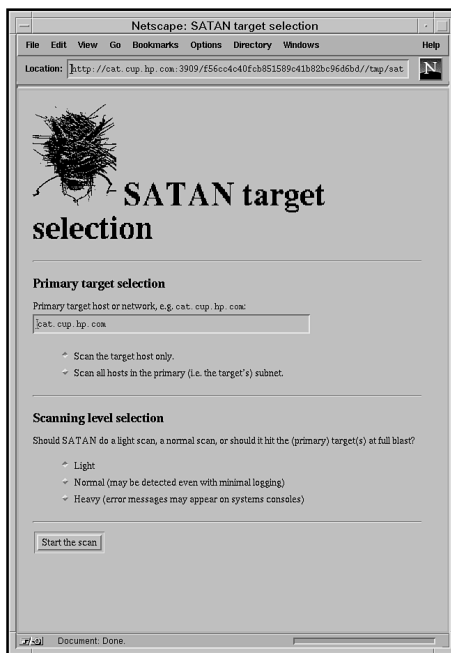 Netscape: SATAN target selection
File Edit View Go Bookmarks Options Directory Windows Help
Location: http://cat.cup.hp.com:3909/f56cc4c40fcb851589c41b82bc96d6bd//tmp/sat
N
SATAN target
selection
Primary target selection
Primary target host or network, e.g. cat.cup.hp.com:
cat.cup.hp.com
Scan the target host only.
Scan all hosts in the primary (i.e. the target's) subnet.
Scanning level selection
Should SATAN do a light scan, a normal scan, or should it hit the (primary) target(s) at full blast?
Light
Normal (may be detected even with minimal logging)
Heavy (error messages may appear on systems consoles)
Start the scan
Document: Done.